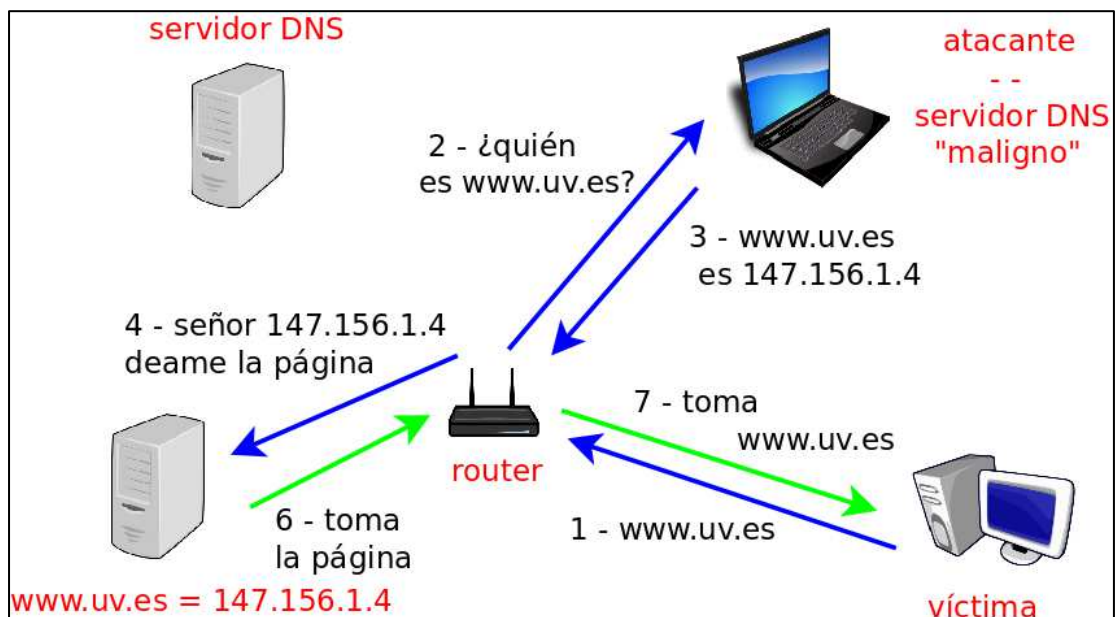 servidor DNS
atacante
- -
servidor DNS
"maligno"
2 - ¿quién
es www.uv.es?
3 - www.uv.es
es 147.156.1.4
4 - señor 147.156.1.4
deame la página
7 - toma
www.uv.es
router
6 - toma
la página
1 - www.uv.es
www.uv.es = 147.156.1.4
víctima